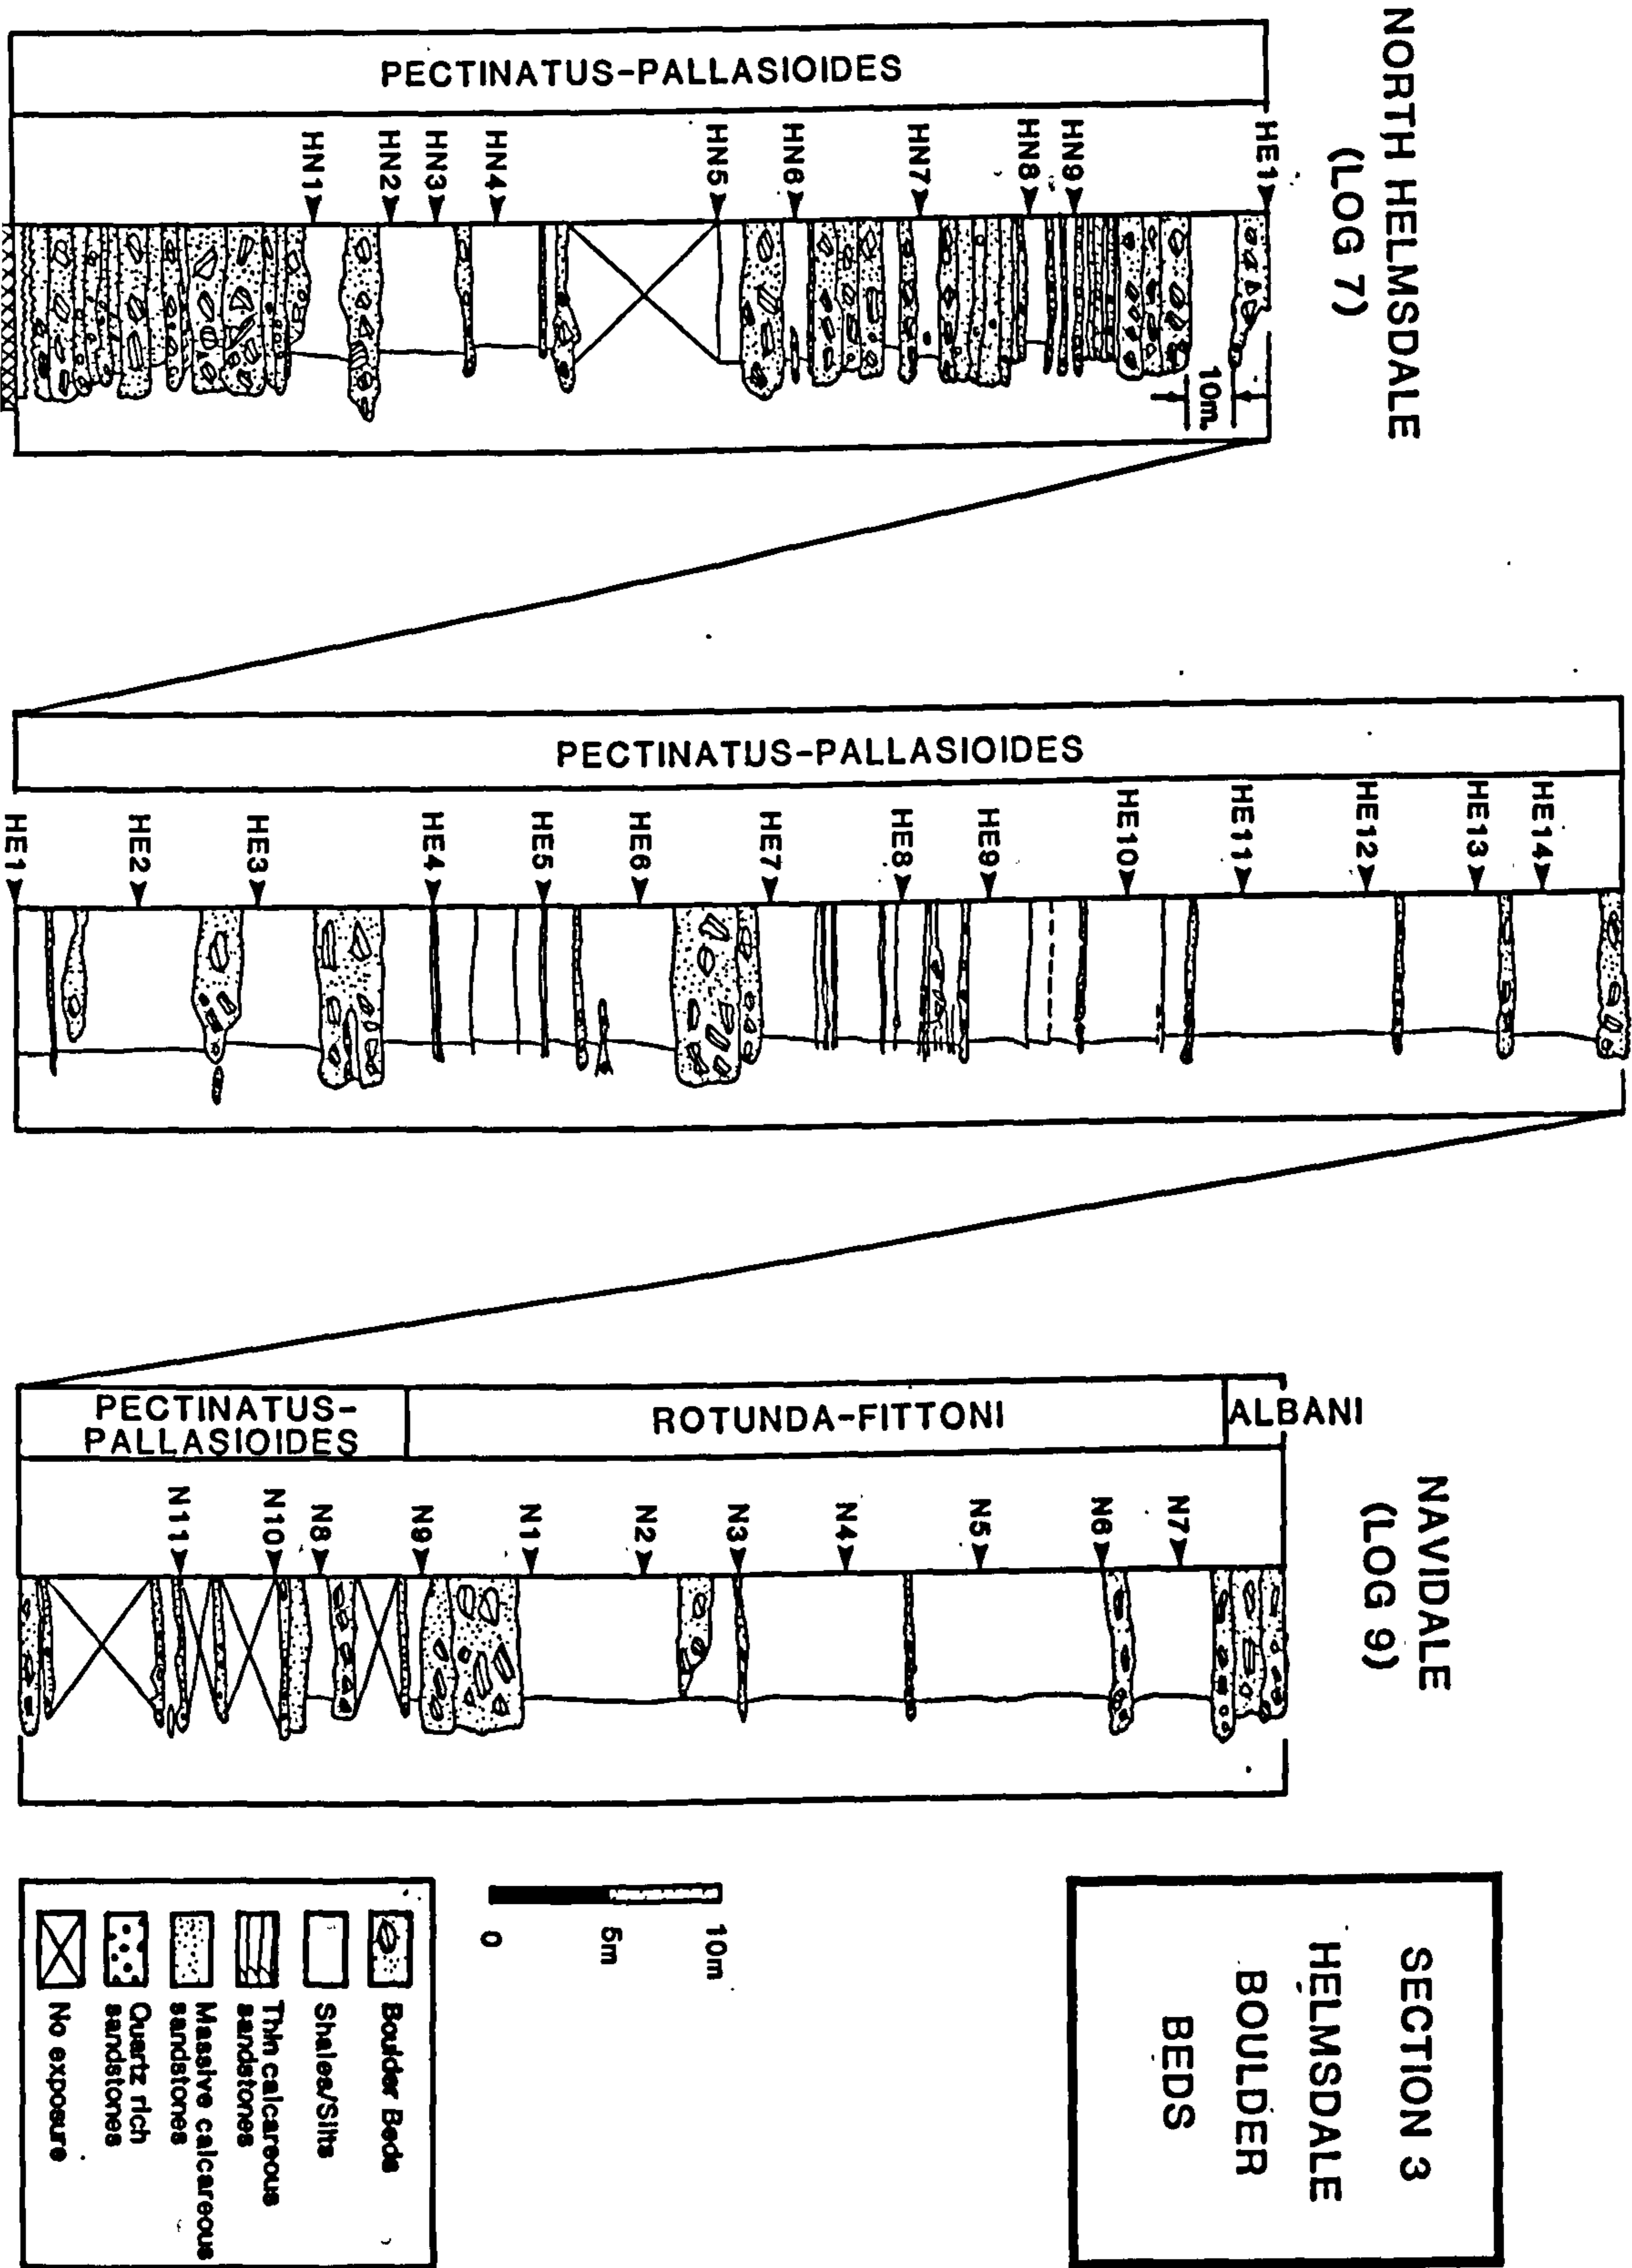 NORTH HELMSDALE
(LOG 7)
PECTINATUS-PALLASIOIDES
HE1
HN9
HN8
HN7
HN6
HN5
HN4
HN3
HN2
HN1
10m.
PECTINATUS-PALLASIOIDES
HE14
HE13
HE12
HE11
HE10
HE9
HE8
HE7
HE6
HE5
HE4
HE3
HE2
HE1
NAVIDALE
(LOG 9)
ALBANI
ROTUNDA-FITTONI
PECTINATUS-
PALLASIOIDES
N7
N6
N5
N4
N3
N2
N1
N9
N8
N10
N11
SECTION 3
HELMSDALE
BOULDER
BEDS
10m
5m
0
Boulder Beds
Shales/Silts
Thin calcareous
sandstones
Massive calcareous
sandstones
Quartz rich
sandstones
No exposure